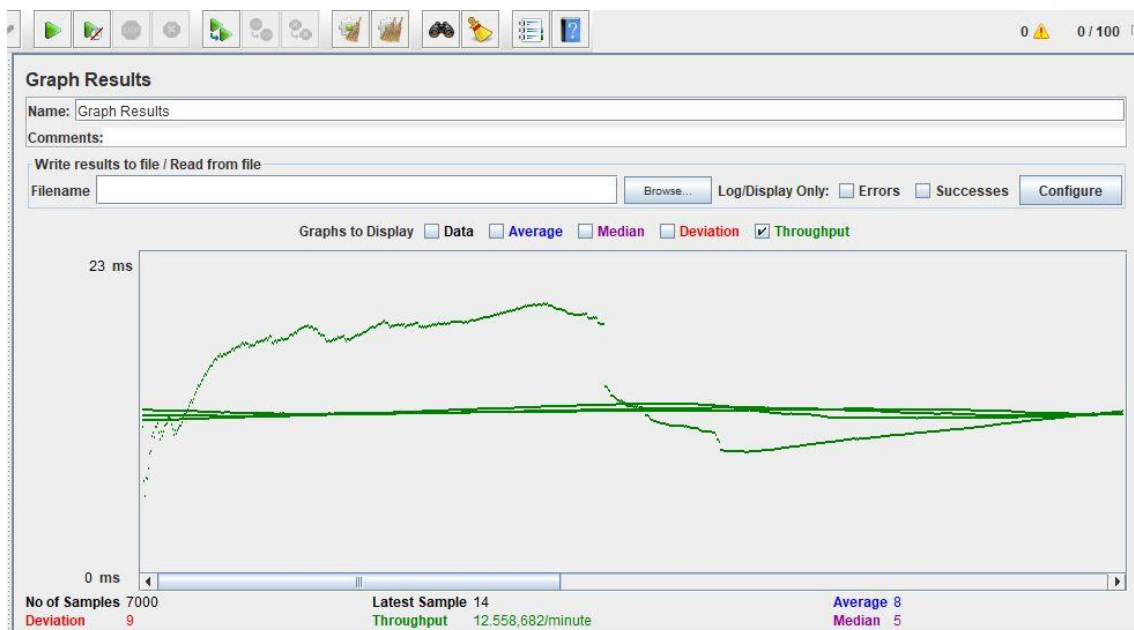 0 0 / 100
Graph Results
Name: Graph Results
Comments:
Write results to file / Read from file
Filename Browse... Log/Display Only: Errors Successes Configure
Graphs to Display Data Average Median Deviation Throughput
23 ms
0 ms
No of Samples 7000 Latest Sample 14 Average 8
Deviation 9 Throughput 12.558,682/minute Median 5